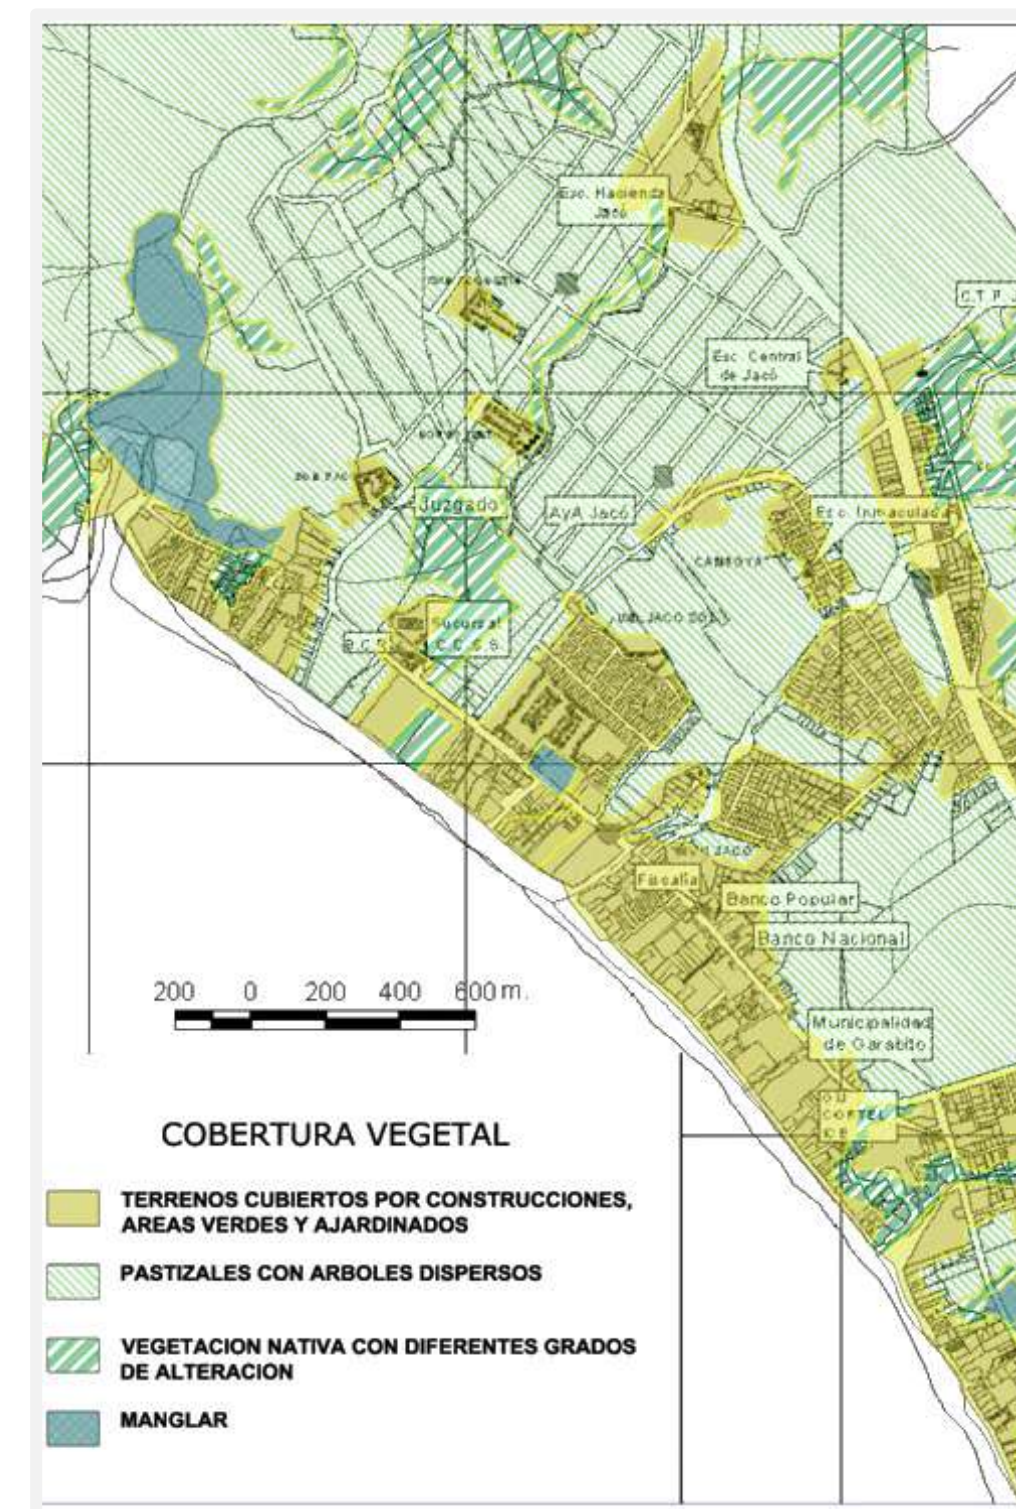 Esc. Hacienda
Jacó
C.T.P.
Esc. Central
de Jacó
Juzgado
AyA Jacó
Esc. Inmaculada
Sucursal
C.C.S.S.
B.C.R.
Fiscalía
Banco Popular
Banco Nacional
Municipalidad
de Garabito
200 0 200 400 600 m.
COBERTURA VEGETAL
TERRENOS CUBIERTOS POR CONSTRUCCIONES,
AREAS VERDES Y AJARDINADOS
PASTIZALES CON ARBOLES DISPERSOS
VEGETACION NATIVA CON DIFERENTES GRADOS
DE ALTERACION
MANGLAR